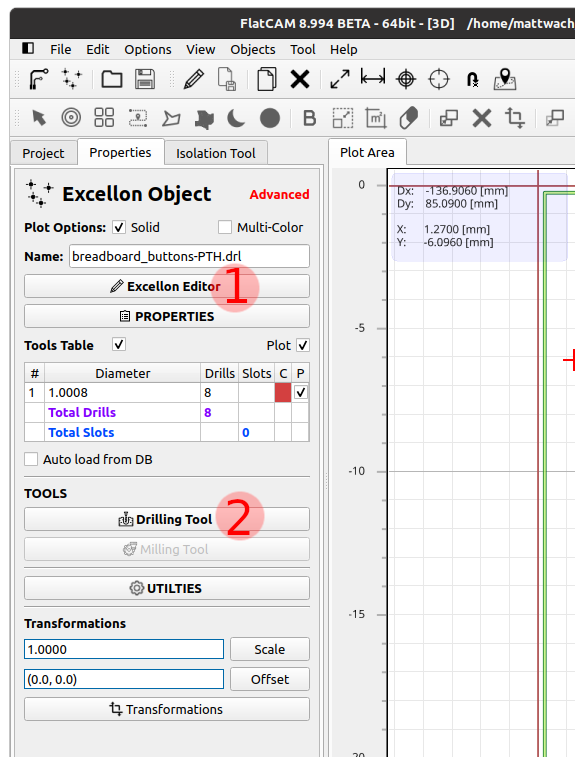 FlatCAM 8.994 BETA - 64bit - [3D] /home/mattwach
File Edit Options View Objects Tool Help
B
m²
Project Properties Isolation Tool Plot Area
Excellon Object Advanced
Plot Options: Solid Multi-Color
Name: breadboard_buttons-PTH.drl
Excellon Editor 1
PROPERTIES
Tools Table Plot
# Diameter Drills Slots C P
1 1.0008 8
Total Drills 8
Total Slots 0
Auto load from DB
TOOLS
Drilling Tool 2
Milling Tool
UTILTIES
Transformations
1.0000 Scale
(0.0, 0.0) Offset
Transformations
Dx: -136.9060 [mm]
Dy: 85.0900 [mm]
X: 1.2700 [mm]
Y: -6.0960 [mm]
0
-5
-10
-15
-20